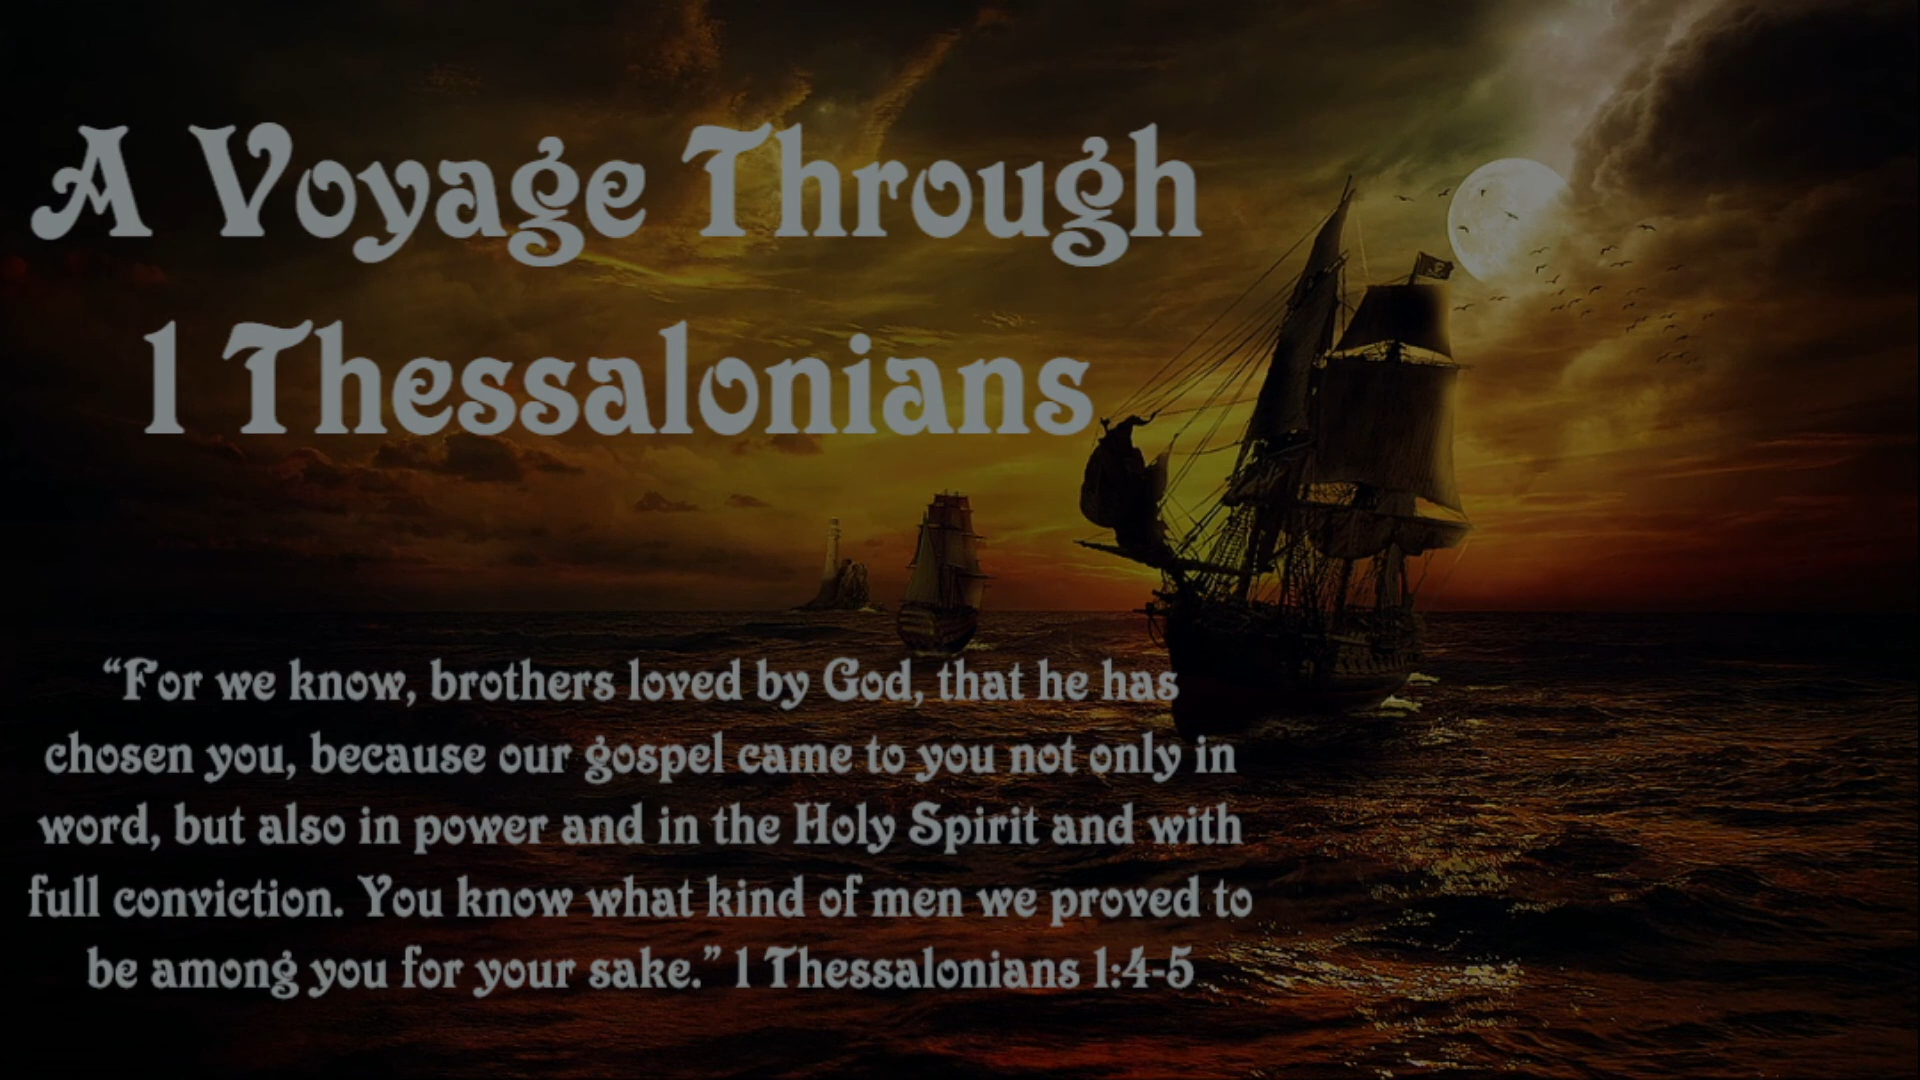 A Voyage Through
1 Thessalonians
“For we know, brothers loved by God, that he has
chosen you, because our gospel came to you not only in
word, but also in power and in the Holy Spirit and with
full conviction. You know what kind of men we proved to
be among you for your sake.” 1 Thessalonians 1:4-5